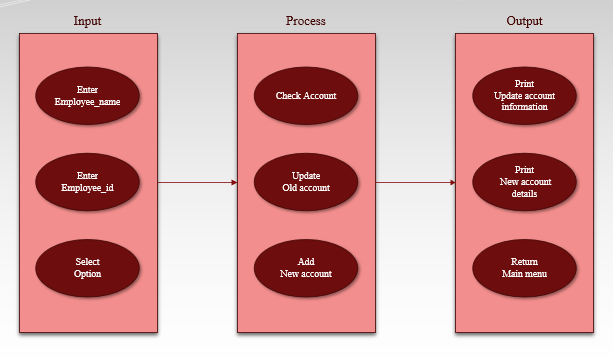 Input
Enter
Employee_name
Enter
Employee_id
Select
Option
Process
Check Account
Update
Old account
Add
New account
Output
Print
Update account
information
Print
New account
details
Return
Main menu